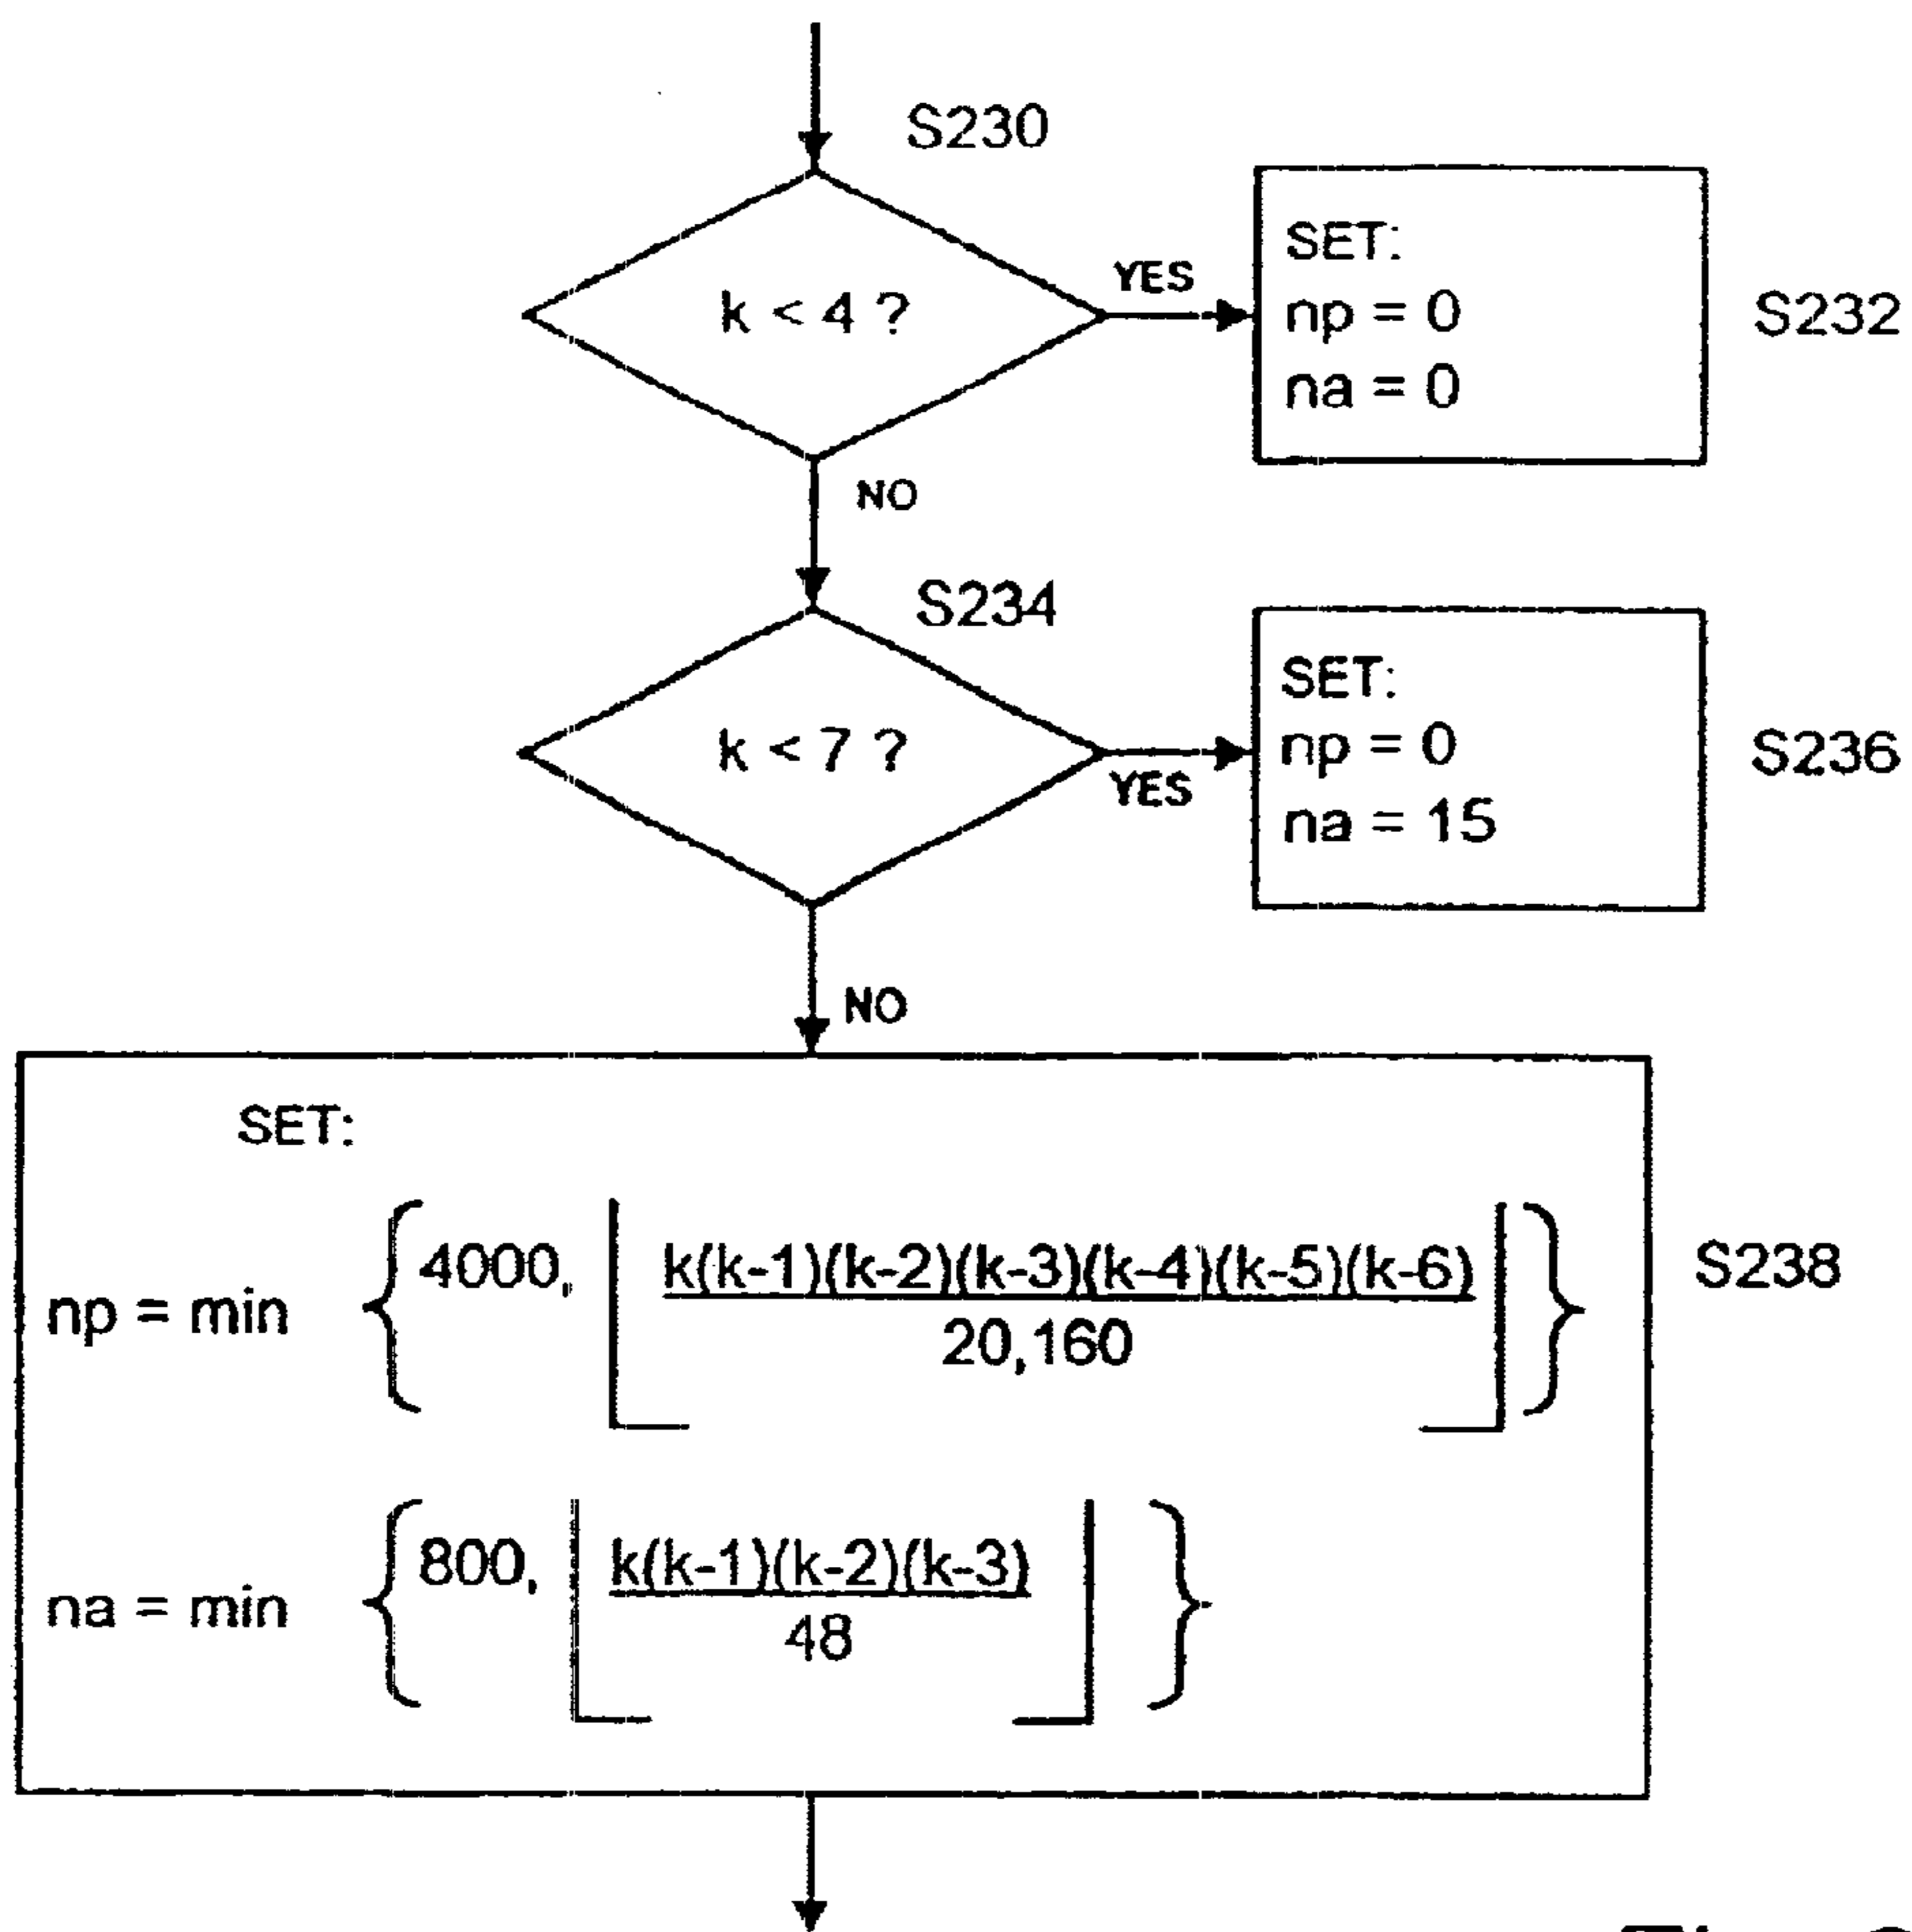 S230
k < 4 ?
YES
SET:
np = 0
na = 0
S232
NO
S234
k < 7 ?
YES
SET:
np = 0
na = 15
S236
NO
SET:
np = min { 4000, ⌊ k(k-1)(k-2)(k-3)(k-4)(k-5)(k-6)
20,160 ⌋ }
S238
na = min { 800, ⌊ k(k-1)(k-2)(k-3)
48 ⌋ }